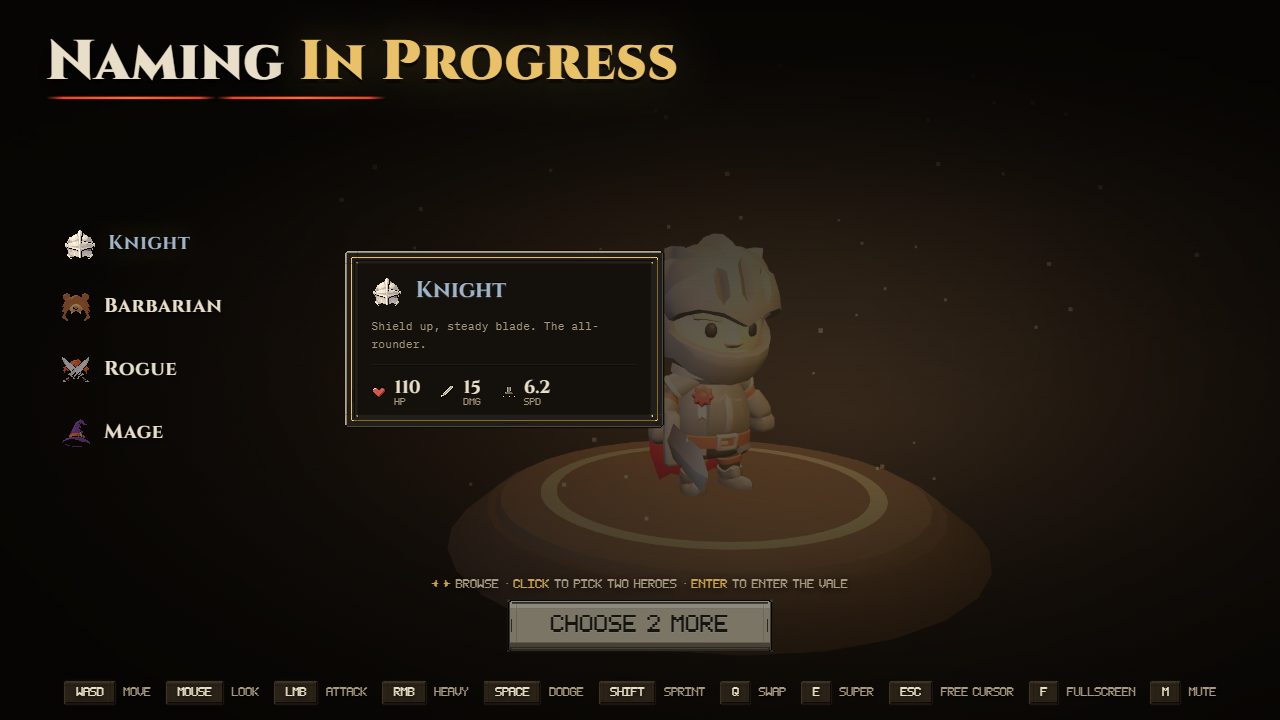 Naming In Progress
Knight
Barbarian
Rogue
Mage
Knight
Shield up, steady blade. The all-
rounder.
110 15 6.2
HP DMG SPD
BROWSE · CLICK TO PICK TWO HEROES · ENTER TO ENTER THE VALE
CHOOSE 2 MORE
WASD MOVE MOUSE LOOK LMB ATTACK RMB HEAVY SPACE DODGE SHIFT SPRINT Q SWAP E SUPER ESC FREE CURSOR F FULLSCREEN M MUTE